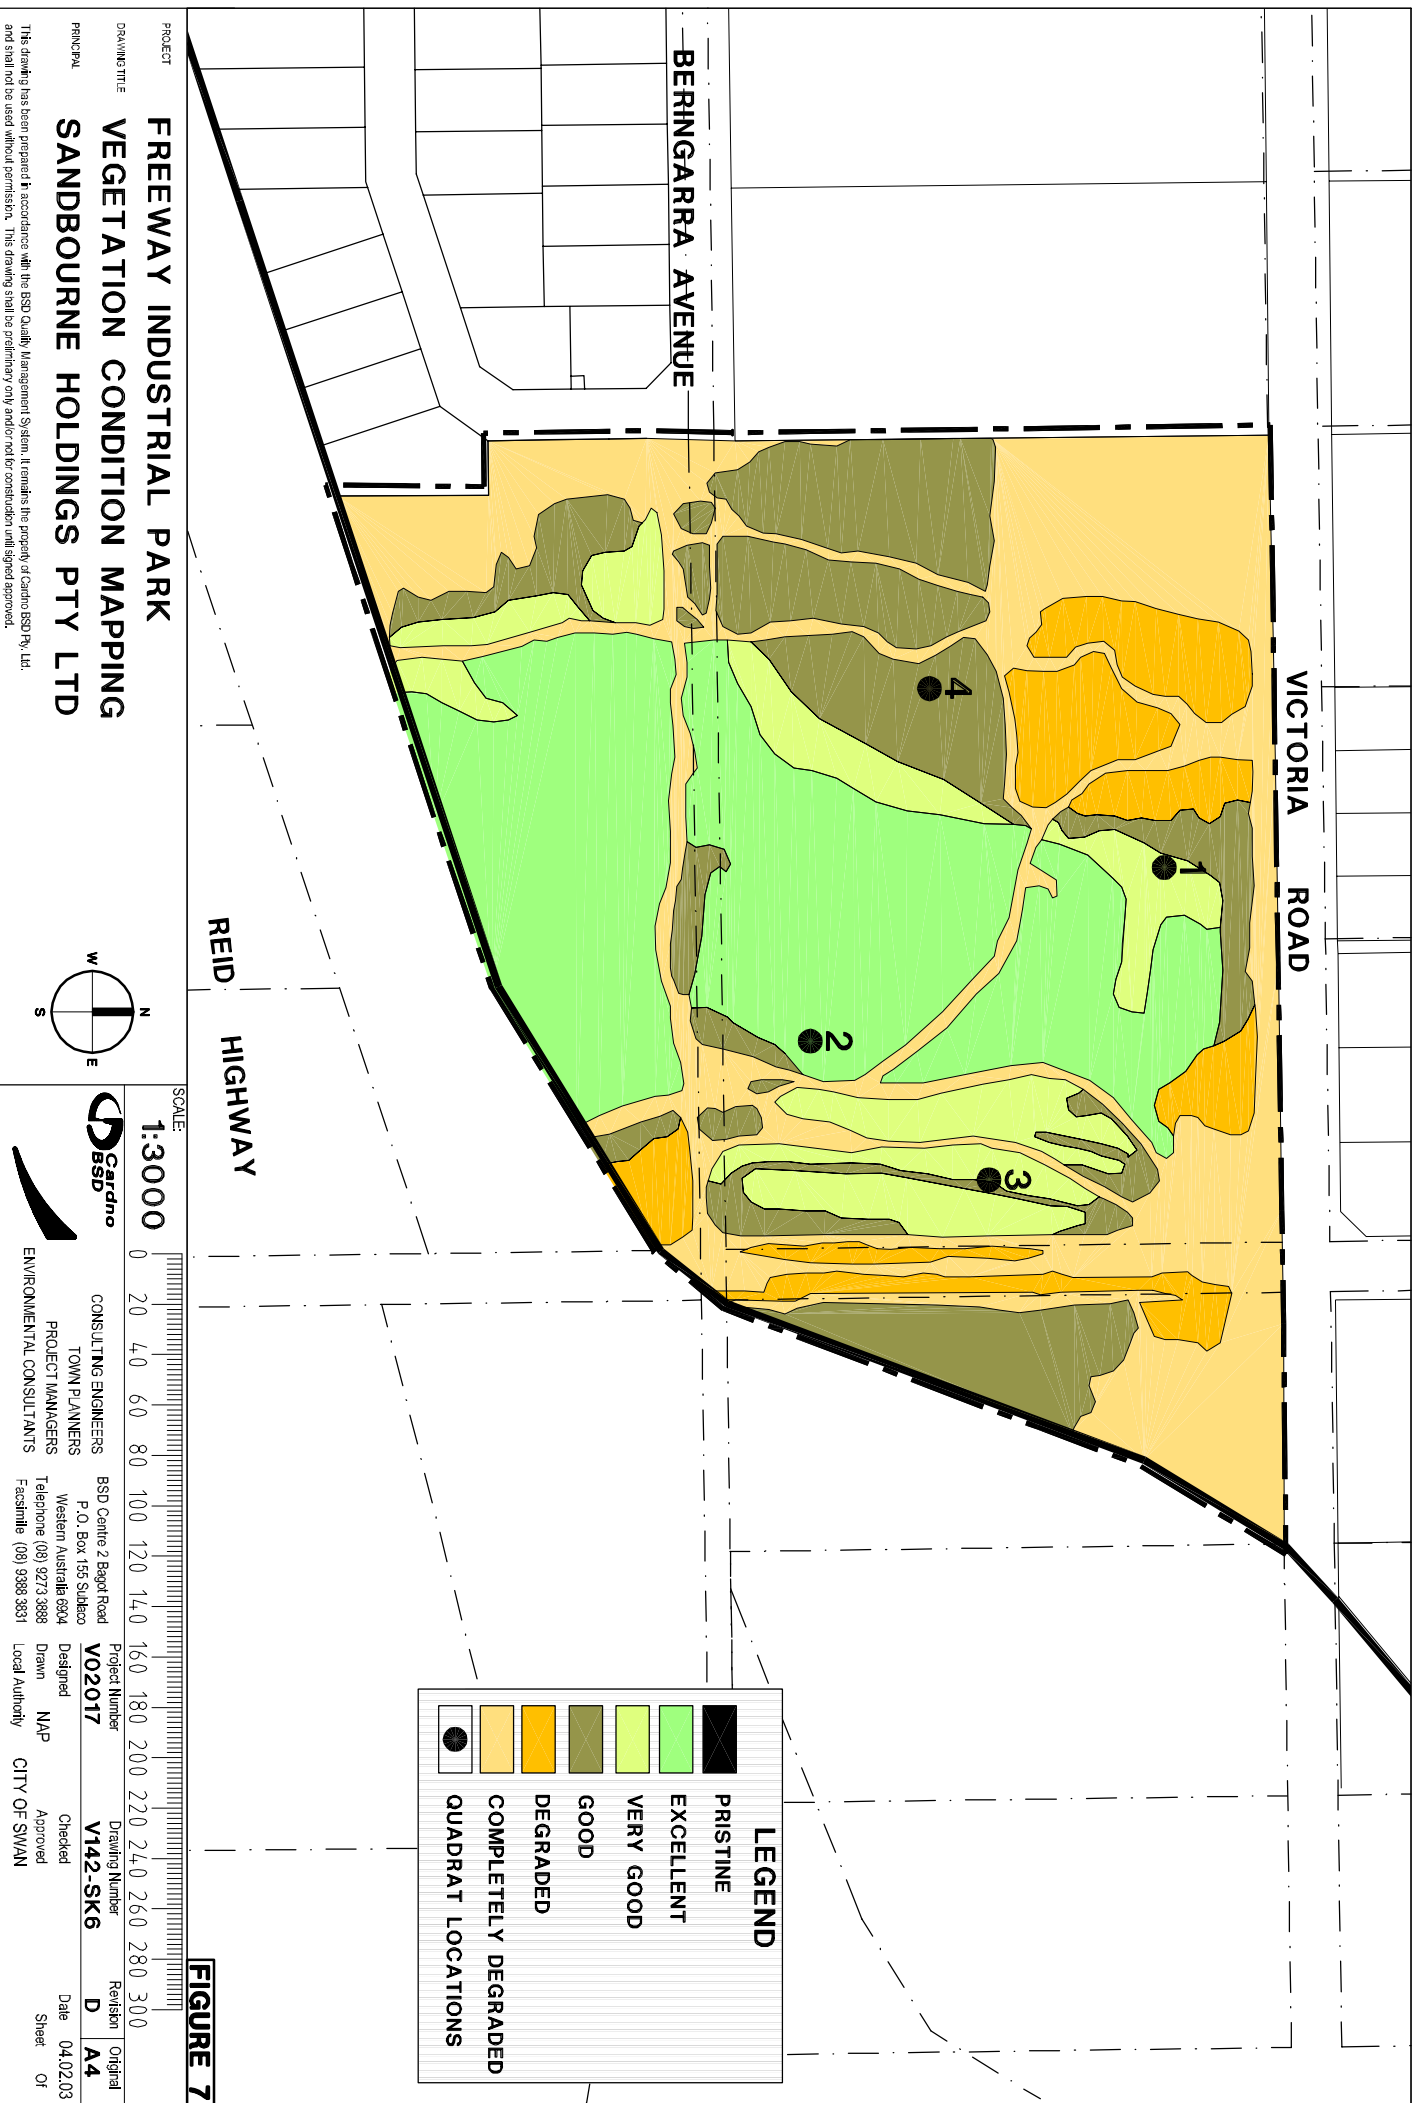 BERINGARRA AVENUE
VICTORIA ROAD
REID HIGHWAY
1
2
3
4
LEGEND
PRISTINE
EXCELLENT
VERY GOOD
GOOD
DEGRADED
COMPLETELY DEGRADED
QUADRAT LOCATIONS
FIGURE 7
PROJECT FREEWAY INDUSTRIAL PARK
DRAWING TITLE VEGETATION CONDITION MAPPING
PRINCIPAL SANDBOURNE HOLDINGS PTY LTD
This drawing has been prepared in accordance with the BSD Quality Management System. It remains the property of Cardno BSD Pty. Ltd.
and shall not be used without permission. This drawing shall be preliminary only and/or not for construction until signed approved.
N
W E
S
SCALE:
1:3000
0 20 40 60 80 100 120 140 160 180 200 220 240 260 280 300
Cardno
BSD
CONSULTING ENGINEERS
TOWN PLANNERS
PROJECT MANAGERS
ENVIRONMENTAL CONSULTANTS
BSD Centre 2 Bagot Road
P.O. Box 155 Subiaco
Western Australia 6904
Telephone (08) 9273 3888
Facsimile (08) 9388 3831
Project Number Drawing Number Revision Original
V02017 V142-SK6 D A4
Designed Checked Date 04.02.03
Drawn NAP Approved Sheet Of
Local Authority CITY OF SWAN